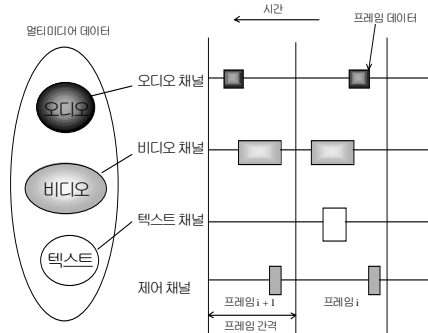 시간
프레임 데이터
멀티미디어 데이터
오디오 채널
오디오
비디오 채널
비디오
텍스트 채널
텍스트
제어 채널
프레임 i + 1
프레임 i
프레임 간격